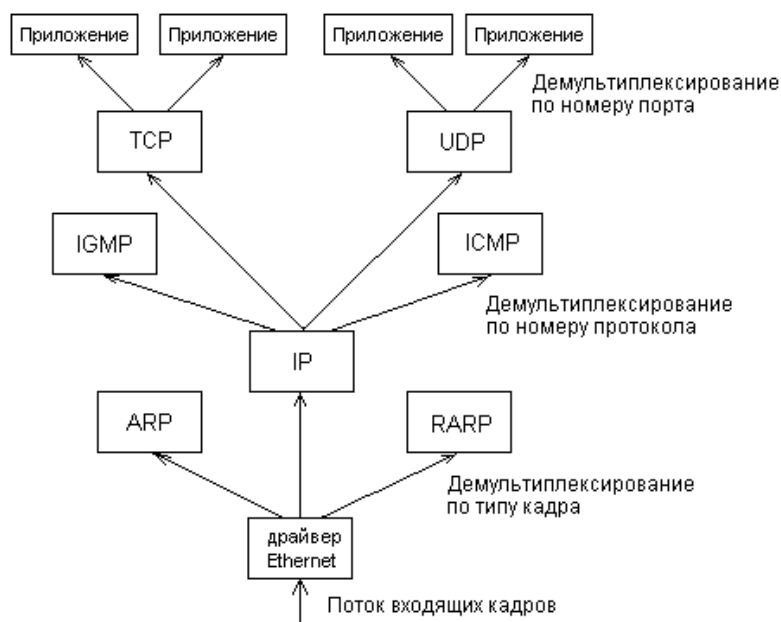 Приложение
Приложение
Приложение
Приложение
Демультиплексирование
по номеру порта
TCP
UDP
IGMP
ICMP
Демультиплексирование
по номеру протокола
IP
ARP
RARP
Демультиплексирование
по типу кадра
драйвер
Ethernet
Поток входящих кадров